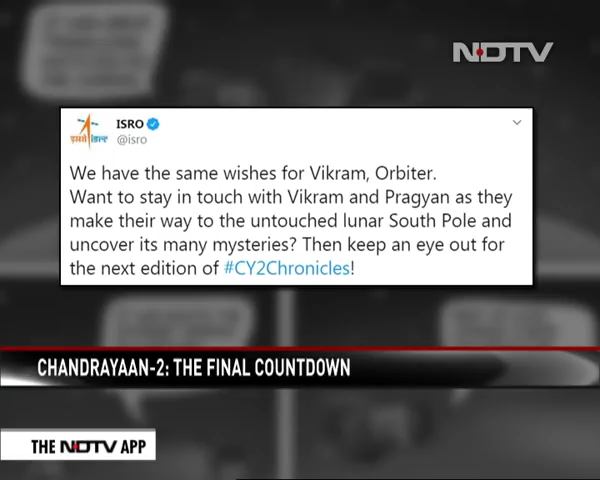 NDTV
ISRO
@isro
इसरो isro
We have the same wishes for Vikram, Orbiter.
Want to stay in touch with Vikram and Pragyan as they
make their way to the untouched lunar South Pole and
uncover its many mysteries? Then keep an eye out for
the next edition of #CY2Chronicles!
CHANDRAYAAN-2: THE FINAL COUNTDOWN
THE NDTV APP